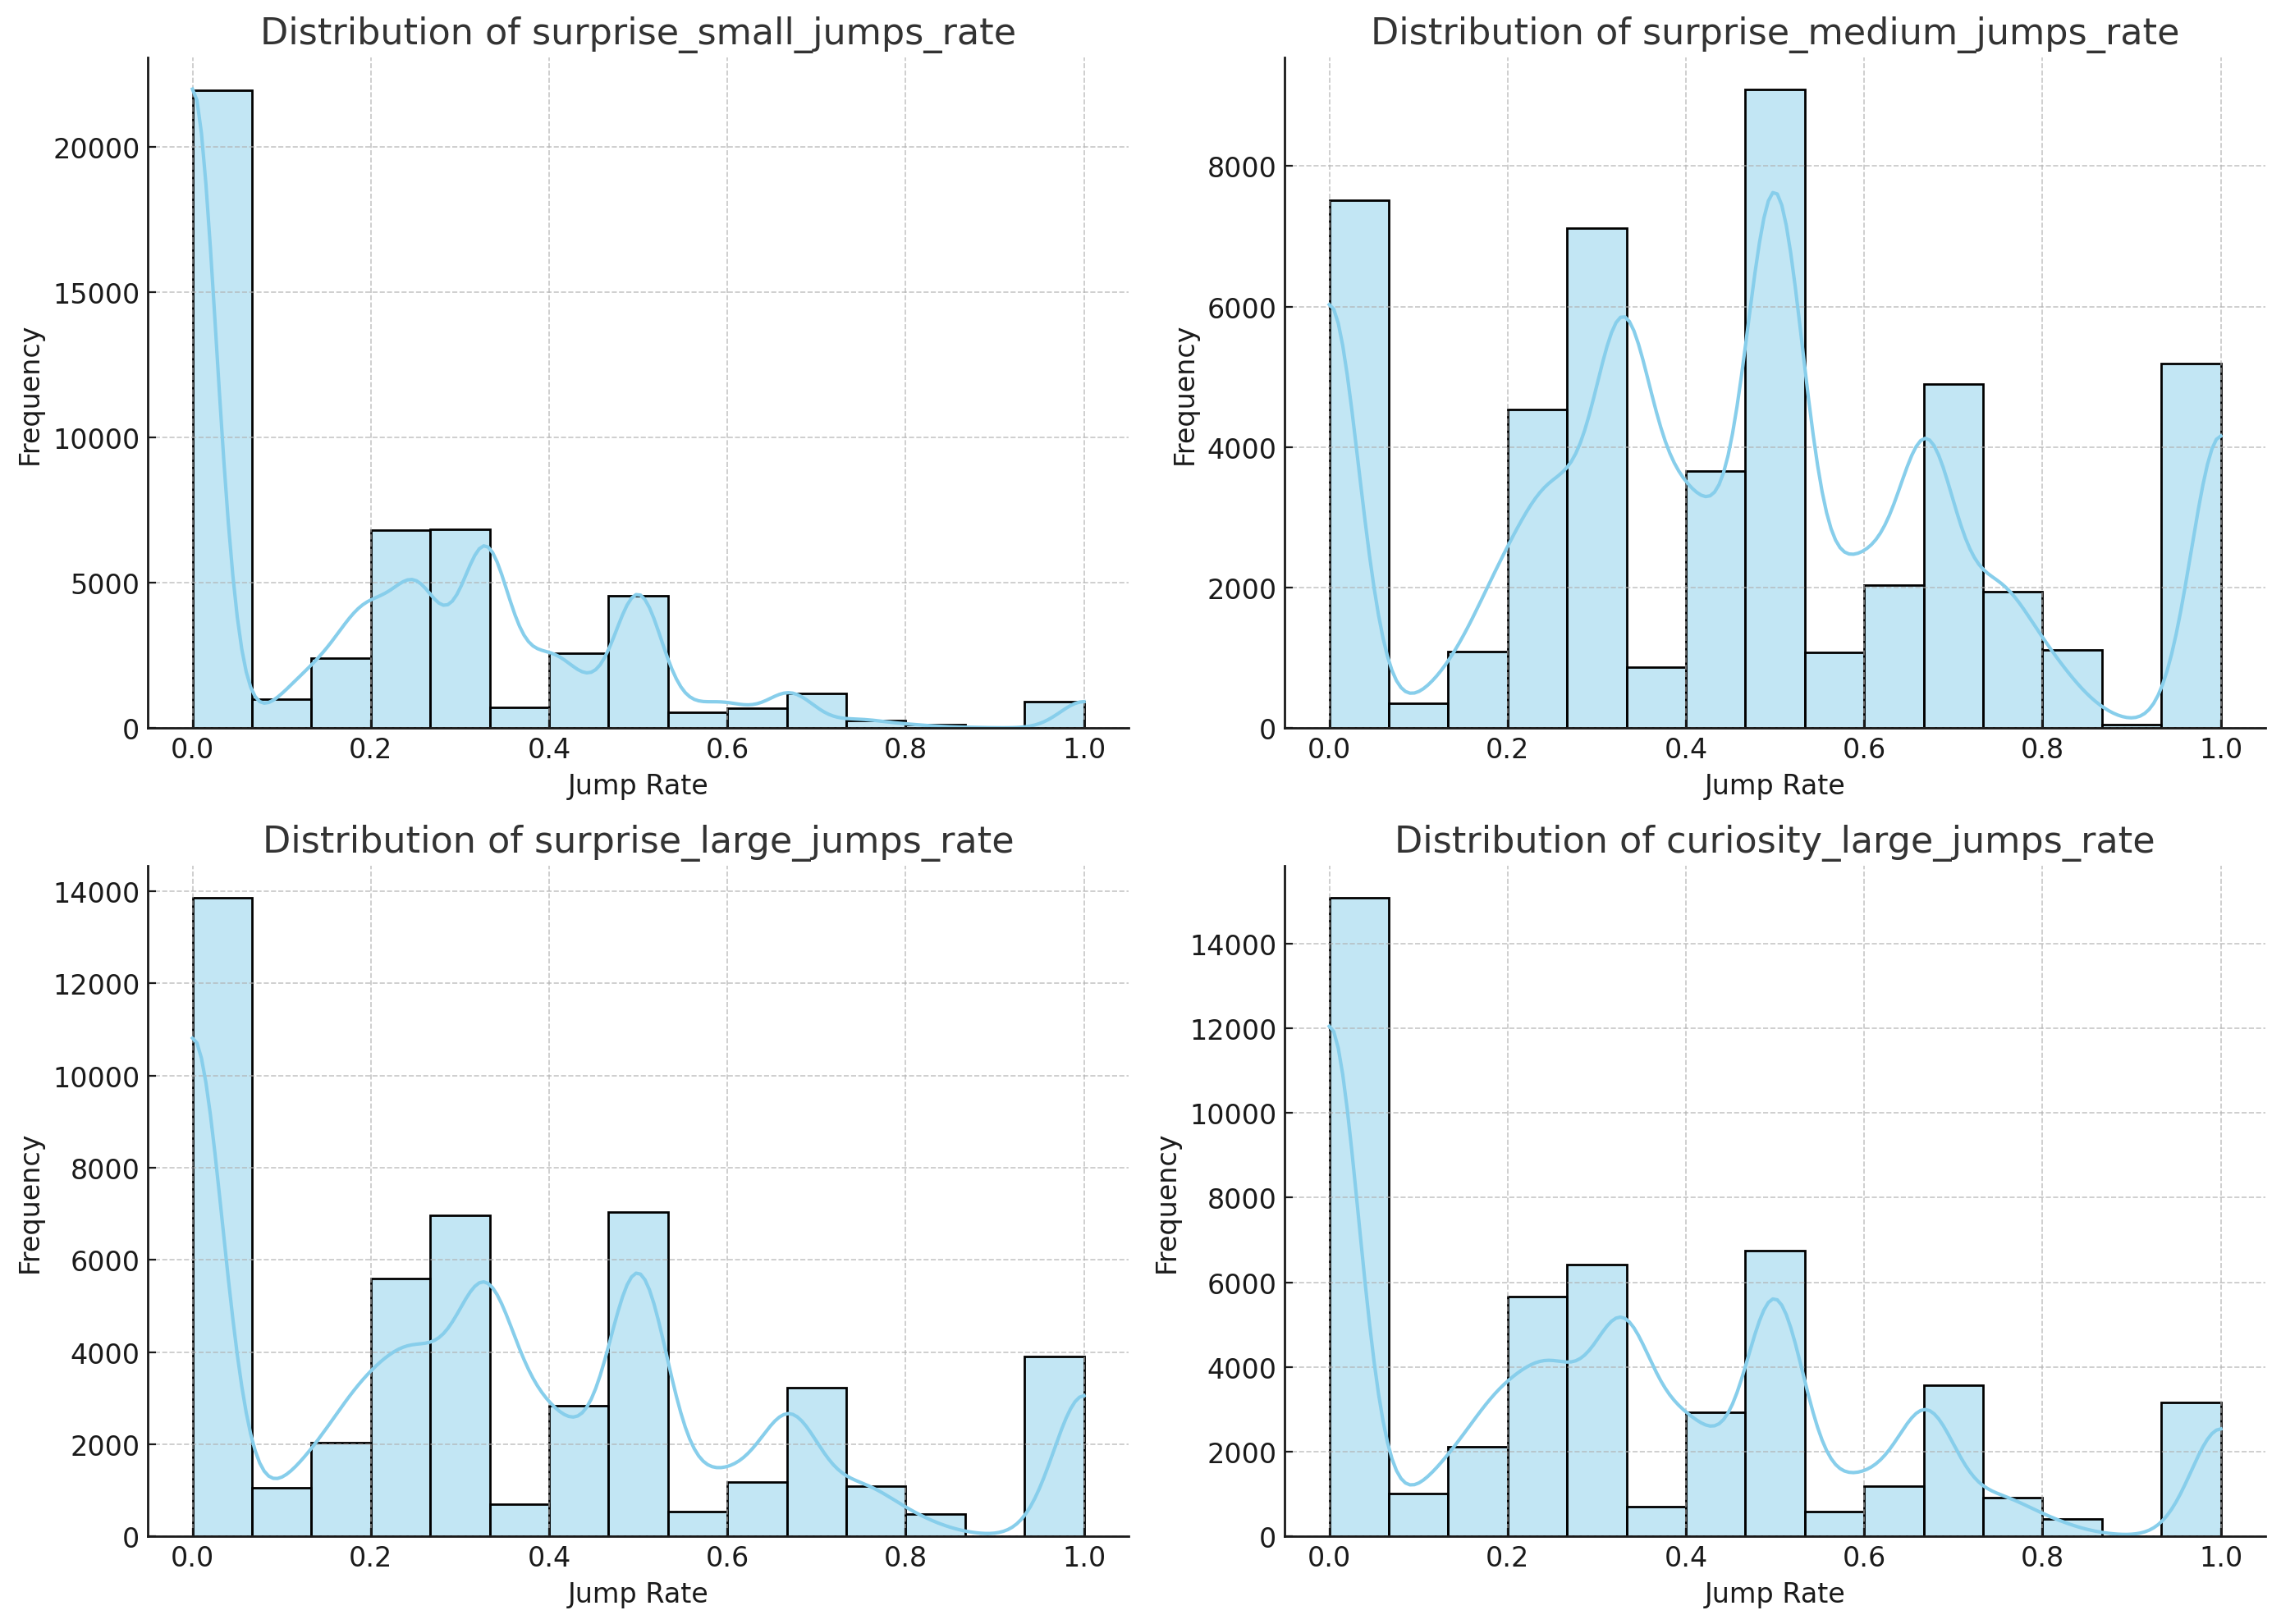 Distribution of surprise_small_jumps_rate
Frequency
20000
15000
10000
5000
0
0.0 0.2 0.4 0.6 0.8 1.0
Jump Rate
Distribution of surprise_medium_jumps_rate
Frequency
8000
6000
4000
2000
0
0.0 0.2 0.4 0.6 0.8 1.0
Jump Rate
Distribution of surprise_large_jumps_rate
Frequency
14000
12000
10000
8000
6000
4000
2000
0
0.0 0.2 0.4 0.6 0.8 1.0
Jump Rate
Distribution of curiosity_large_jumps_rate
Frequency
14000
12000
10000
8000
6000
4000
2000
0
0.0 0.2 0.4 0.6 0.8 1.0
Jump Rate